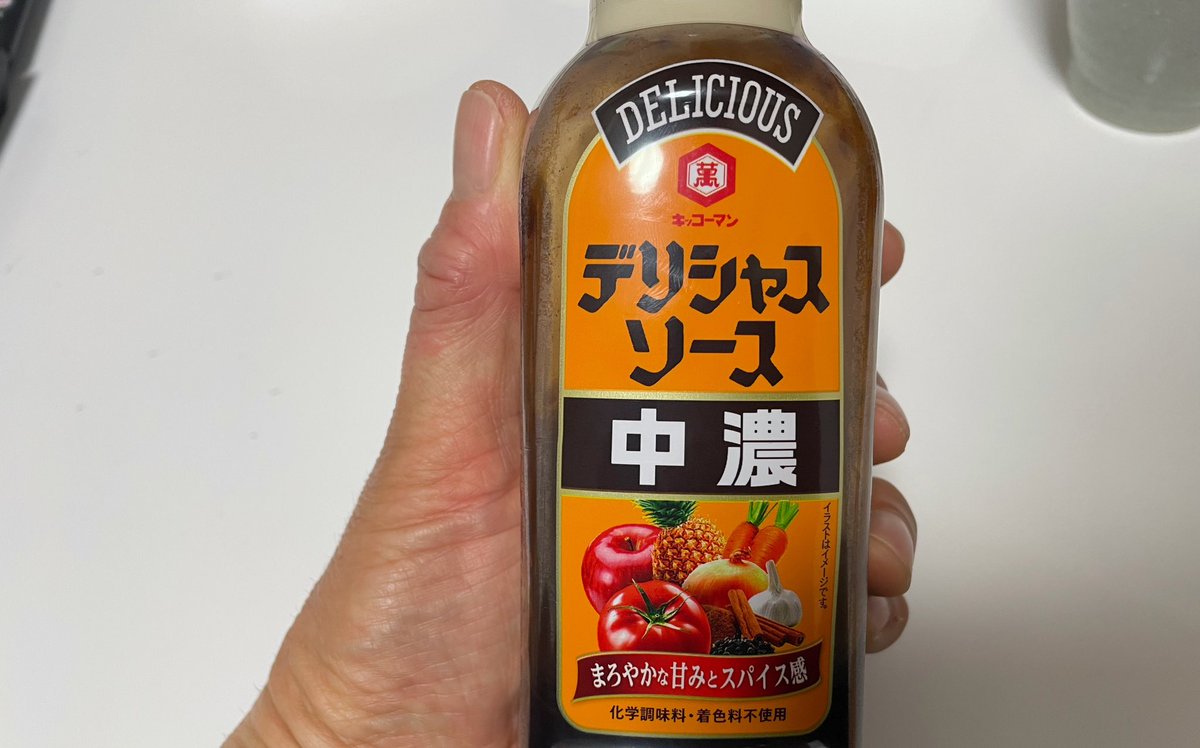 DELICIOUS
萬
キッコーマン
デリシャス
ソース
中濃
イラストはイメージです。
まろやかな甘みとスパイス感
化学調味料・着色料不使用